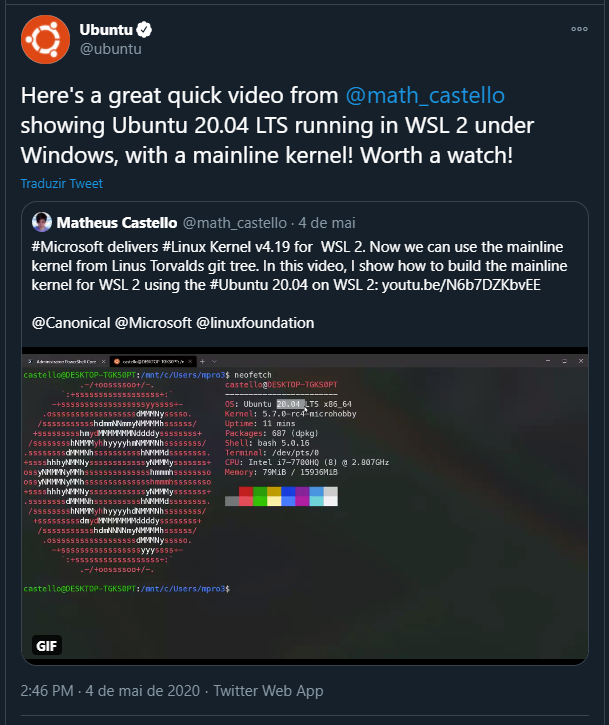 Ubuntu
@ubuntu
Here's a great quick video from @math_castello
showing Ubuntu 20.04 LTS running in WSL 2 under
Windows, with a mainline kernel! Worth a watch!
Traduzir Tweet
Matheus Castello @math_castello · 4 de mai
#Microsoft delivers #Linux Kernel v4.19 for WSL 2. Now we can use the mainline
kernel from Linus Torvalds git tree. In this video, I show how to build the mainline
kernel for WSL 2 using the #Ubuntu 20.04 on WSL 2: youtu.be/N6b7DZKbvEE
@Canonical @Microsoft @linuxfoundation
Administrator: PowerShell Core
castello@DESKTOP-TGKS0PT: /m
castello@DESKTOP-TGKS0PT:/mnt/c/Users/mpro3$ neofetch
castello@DESKTOP-TGKS0PT
OS: Ubuntu 20.04 LTS x86_64
Kernel: 5.7.0-rc4-microhobby
Uptime: 11 mins
Packages: 687 (dpkg)
Shell: bash 5.0.16
Terminal: /dev/pts/0
CPU: Intel i7-7700HQ (8) @ 2.807GHz
Memory: 79MiB / 15936MiB
castello@DESKTOP-TGKS0PT:/mnt/c/Users/mpro3$
GIF
2:46 PM · 4 de mai de 2020 · Twitter Web App